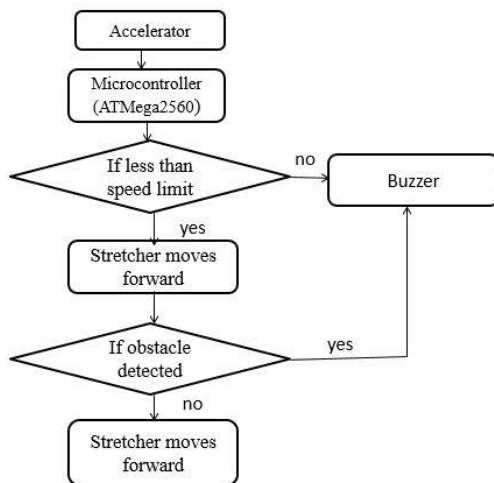 Accelerator
Microcontroller
(ATMega2560)
If less than
speed limit
no
Buzzer
yes
Stretcher moves
forward
If obstacle
detected
yes
no
Stretcher moves
forward